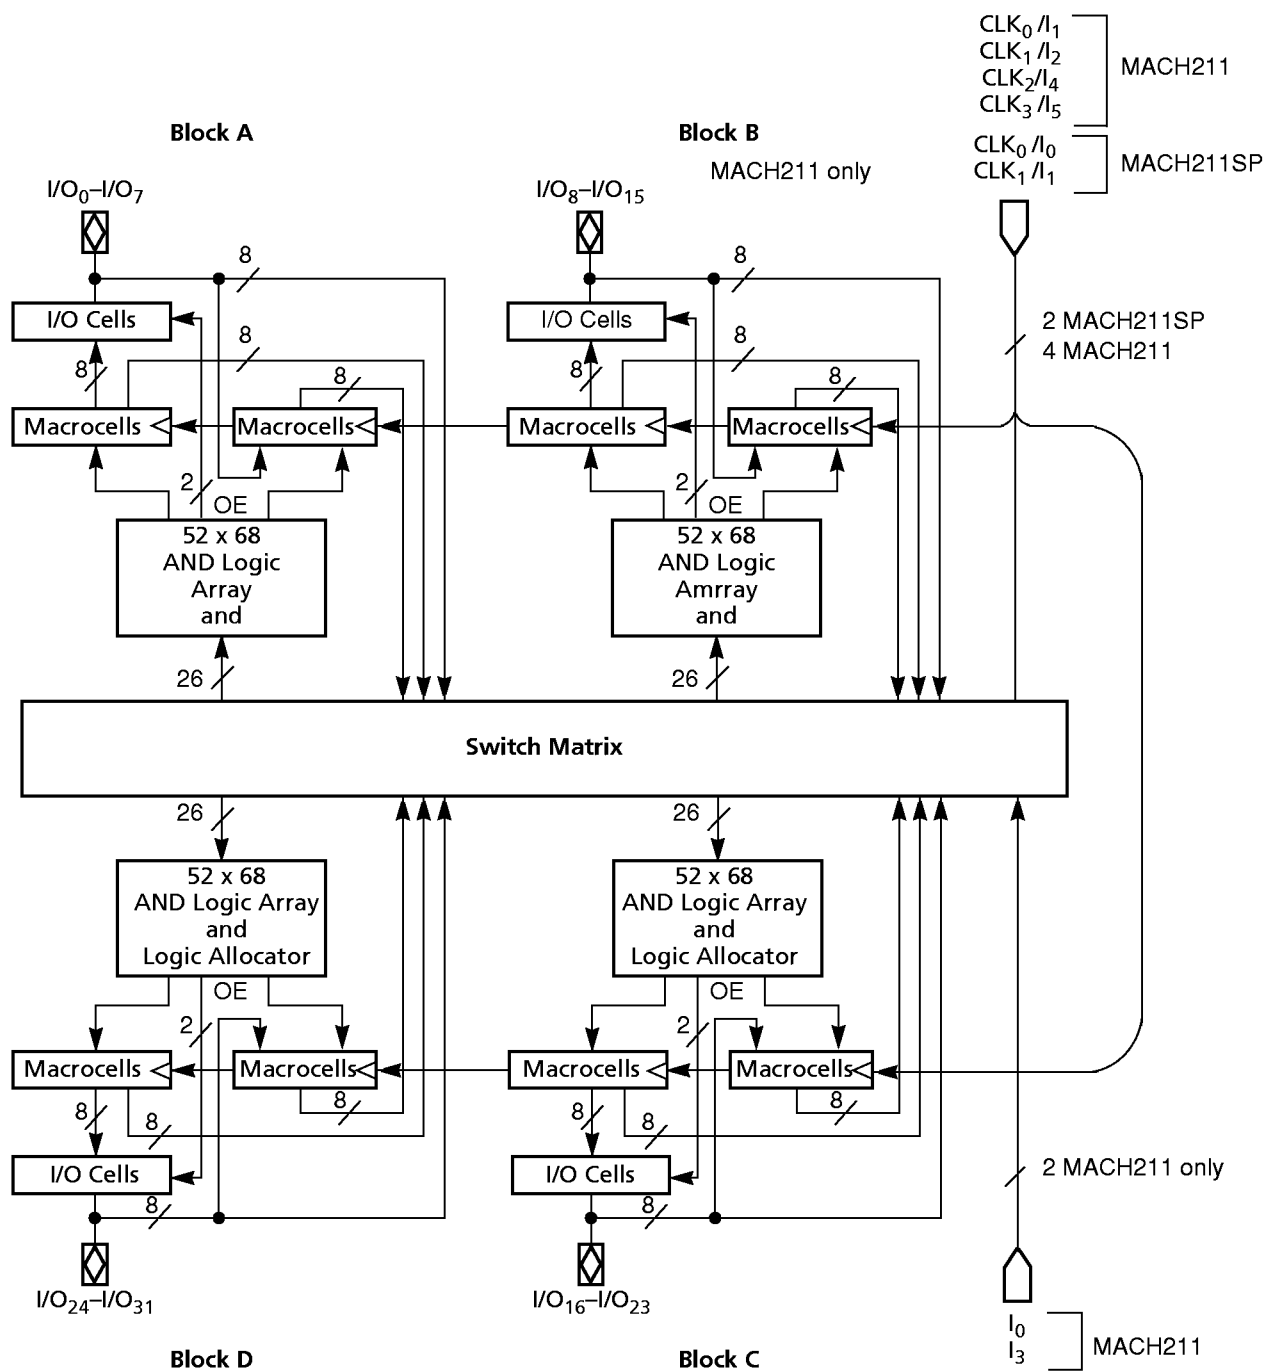 CLK0/I1
CLK1/I2
CLK2/I4
CLK3/I5
MACH211
CLK0/I0
CLK1/I1
MACH211SP
Block A
Block B
MACH211 only
I/O0–I/O7
I/O8–I/O15
8
8
I/O Cells
I/O Cells
2 MACH211SP
4 MACH211
8
8
8
8
8
8
Macrocells
Macrocells
Macrocells
Macrocells
2
OE
2
OE
52 x 68
AND Logic
Array
and
52 x 68
AND Logic
Amrray
and
26
26
Switch Matrix
26
26
52 x 68
AND Logic Array
and
Logic Allocator
52 x 68
AND Logic Array
and
Logic Allocator
OE
OE
2
2
Macrocells
Macrocells
Macrocells
Macrocells
8
8
8
8
8
8
I/O Cells
I/O Cells
2 MACH211 only
8
8
I/O24–I/O31
I/O16–I/O23
I0
I3
MACH211
Block D
Block C